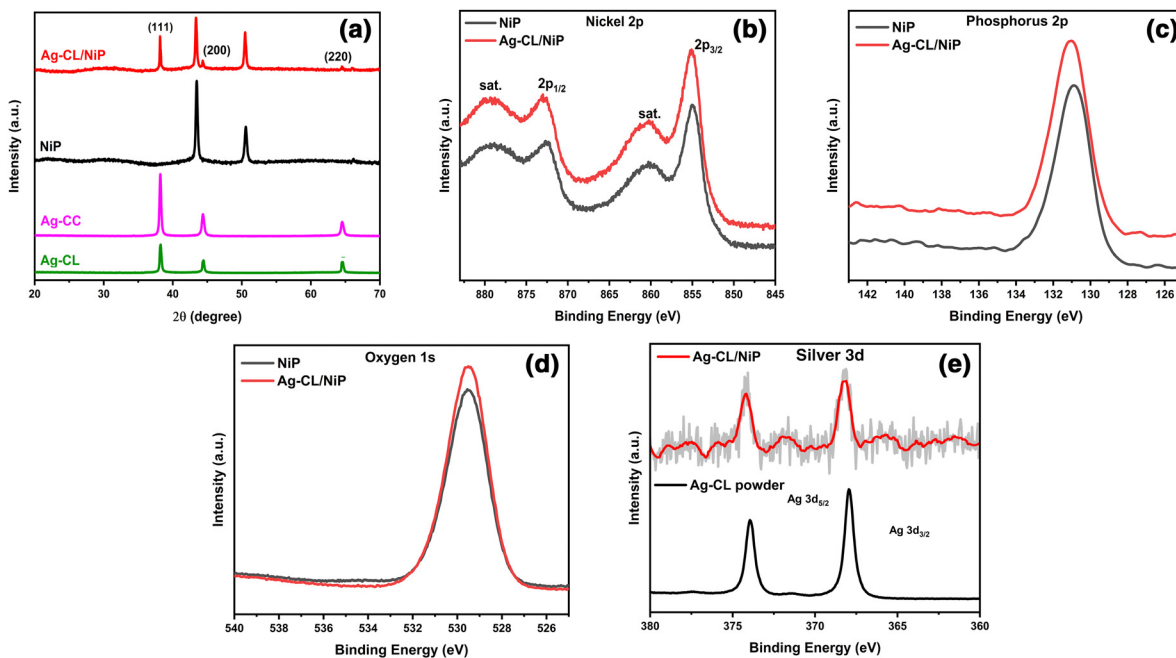 (a)
(111)
Ag-CL/NiP
(200)
(220)
NiP
Ag-CC
Ag-CL
Intensity (a.u.)
20 30 40 50 60 70
2θ (degree)
NiP
Ag-CL/NiP
Nickel 2p
(b)
2p3/2
sat.
2p1/2
sat.
Intensity (a.u.)
880 875 870 865 860 855 850 845
Binding Energy (eV)
Phosphorus 2p
NiP
Ag-CL/NiP
(c)
Intensity (a.u.)
142 140 138 136 134 132 130 128 126
Binding Energy (eV)
NiP
Ag-CL/NiP
Oxygen 1s
(d)
Intensity (a.u.)
540 538 536 534 532 530 528 526
Binding Energy (eV)
Ag-CL/NiP
Silver 3d
(e)
Ag-CL powder
Ag 3d5/2
Ag 3d3/2
Intensity (a.u.)
380 375 370 365 360
Binding Energy (eV)